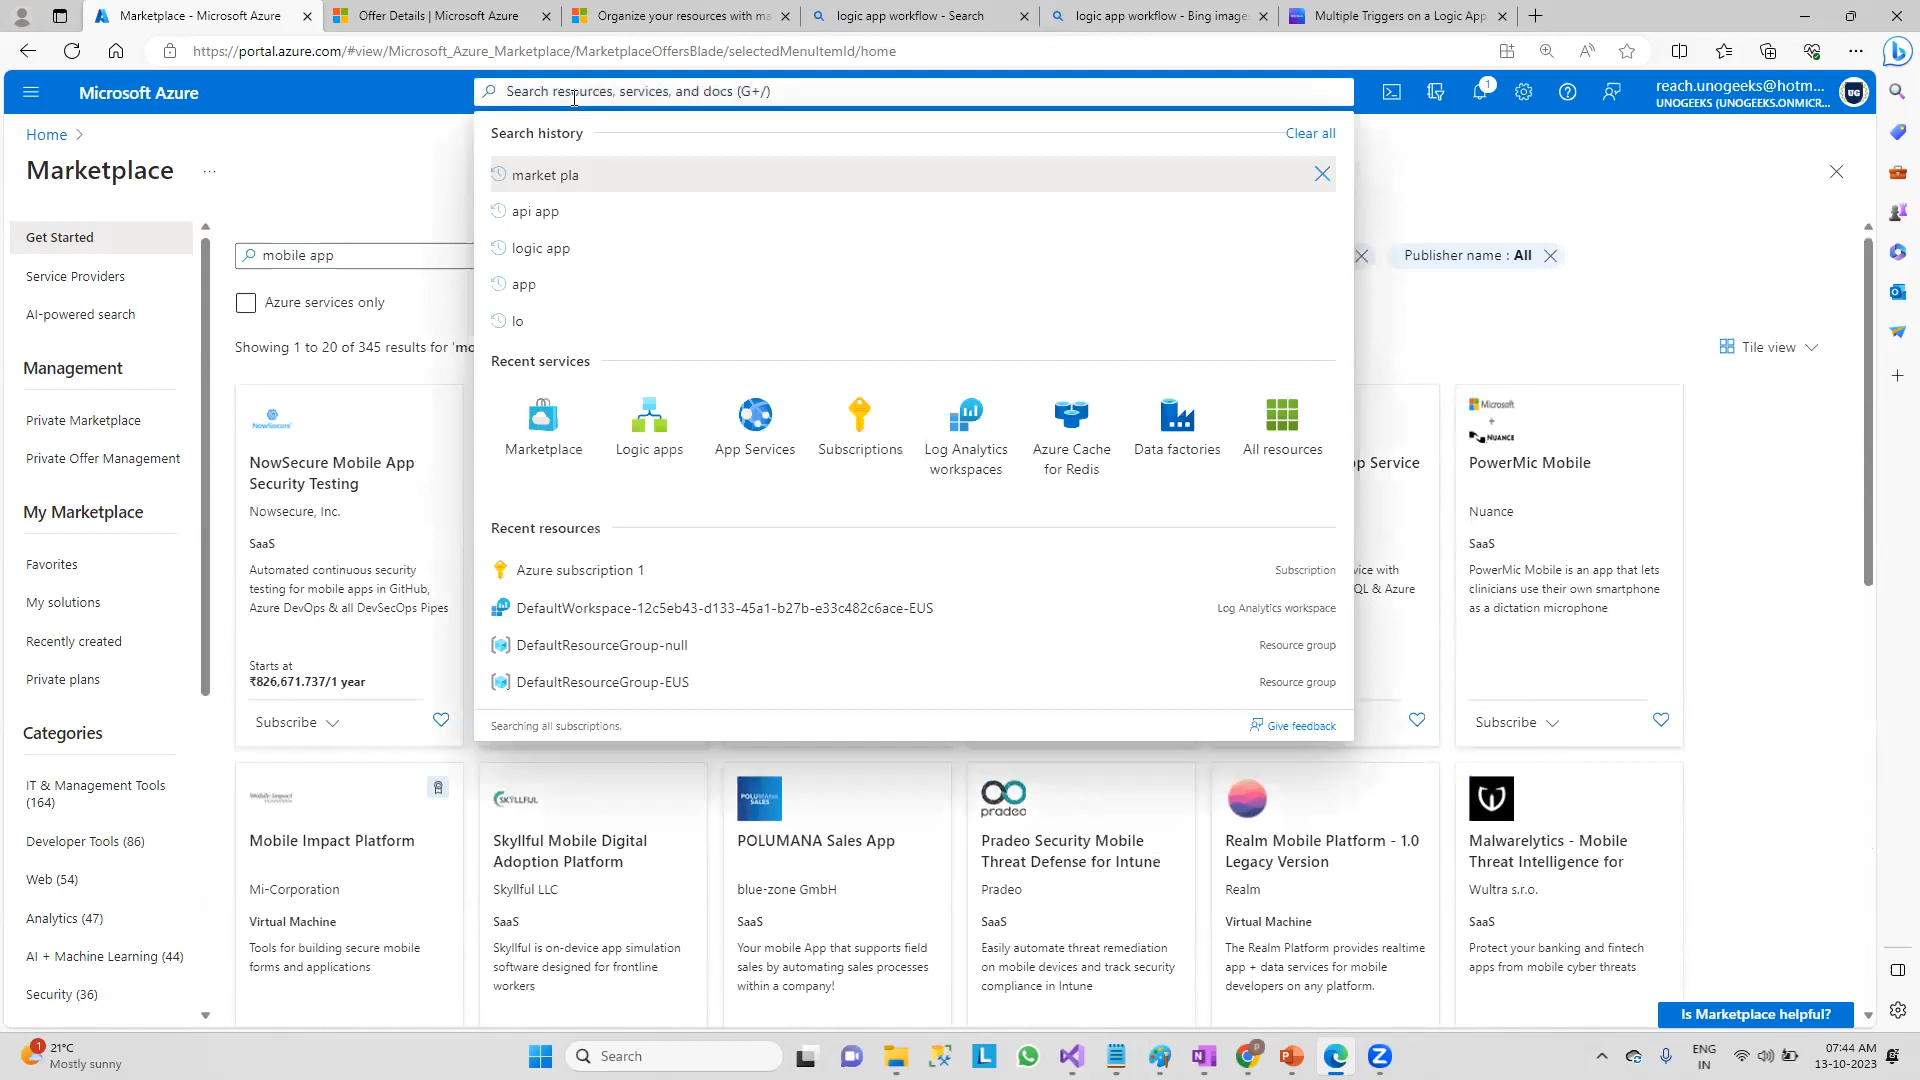 Marketplace - Microsoft Azure
Offer Details | Microsoft Azure
Organize your resources with ma
logic app workflow - Search
logic app workflow - Bing image
Multiple Triggers on a Logic App
https://portal.azure.com/#view/Microsoft_Azure_Marketplace/MarketplaceOffersBlade/selectedMenuItemId/home
Microsoft Azure
Search resources, services, and docs (G+/)
1
reach.unogeeks@hotm...
UNOGEEKS (UNOGEEKS.ONMICR...
UG
Home
Marketplace
...
Get Started
Service Providers
AI-powered search
Management
Private Marketplace
Private Offer Management
My Marketplace
Favorites
My solutions
Recently created
Private plans
Categories
IT & Management Tools
(164)
Developer Tools (86)
Web (54)
Analytics (47)
AI + Machine Learning (44)
Security (36)
mobile app
Azure services only
Showing 1 to 20 of 345 results for 'mo
Publisher name : All
Tile view
Search history
Clear all
market pla
api app
logic app
app
lo
Recent services
Marketplace
Logic apps
App Services
Subscriptions
Log Analytics
workspaces
Azure Cache
for Redis
Data factories
All resources
Recent resources
Azure subscription 1
Subscription
DefaultWorkspace-12c5eb43-d133-45a1-b27b-e33c482c6ace-EUS
Log Analytics workspace
DefaultResourceGroup-null
Resource group
DefaultResourceGroup-EUS
Resource group
Searching all subscriptions.
Give feedback
NowSecure
NowSecure Mobile App
Security Testing
Nowsecure, Inc.
SaaS
Automated continuous security
testing for mobile apps in GitHub,
Azure DevOps & all DevSecOps Pipes
Starts at
₹826,671.737/1 year
Subscribe
pp Service
vice with
QL & Azure
Microsoft
+
NUANCE
PowerMic Mobile
Nuance
SaaS
PowerMic Mobile is an app that lets
clinicians use their own smartphone
as a dictation microphone
Subscribe
Mobile Impact
Mobile Impact Platform
Mi-Corporation
Virtual Machine
Tools for building secure mobile
forms and applications
SKYLLFUL
Skyllful Mobile Digital
Adoption Platform
Skyllful LLC
SaaS
Skyllful is on-device app simulation
software designed for frontline
workers
POLUMANA
SALES
POLUMANA Sales App
blue-zone GmbH
SaaS
Your mobile App that supports field
sales by automating sales processes
within a company!
pradeo
Pradeo Security Mobile
Threat Defense for Intune
Pradeo
SaaS
Easily automate threat remediation
on mobile devices and track security
compliance in Intune
Realm Mobile Platform - 1.0
Legacy Version
Realm
Virtual Machine
The Realm Platform provides realtime
app + data services for mobile
developers on any platform.
Malwarelytics - Mobile
Threat Intelligence for
Wultra s.r.o.
SaaS
Protect your banking and fintech
apps from mobile cyber threats
Is Marketplace helpful?
1
21°C
Mostly sunny
Search
ENG
IN
07:44 AM
13-10-2023